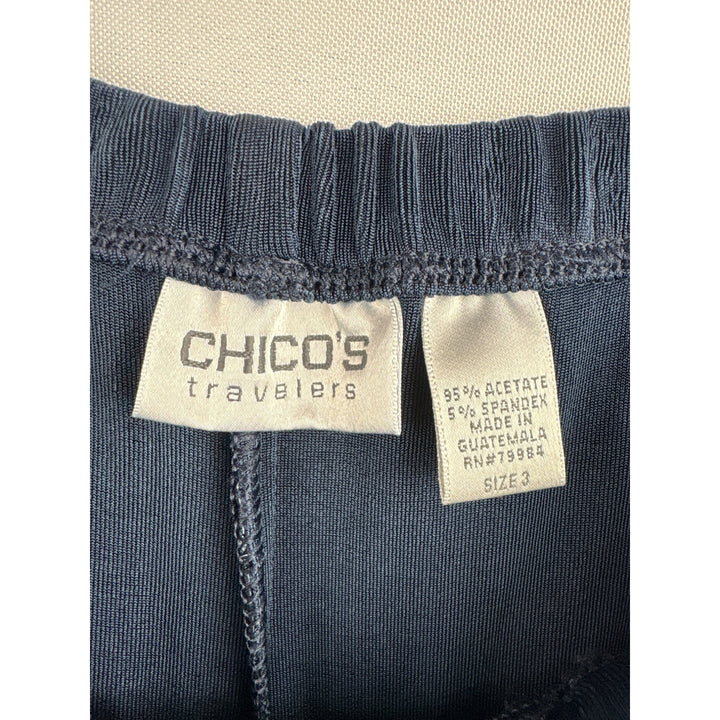 CHICO'S
travelers
95% ACETATE
5% SPANDEX
MADE IN
GUATEMALA
RN#79984
SIZE 3